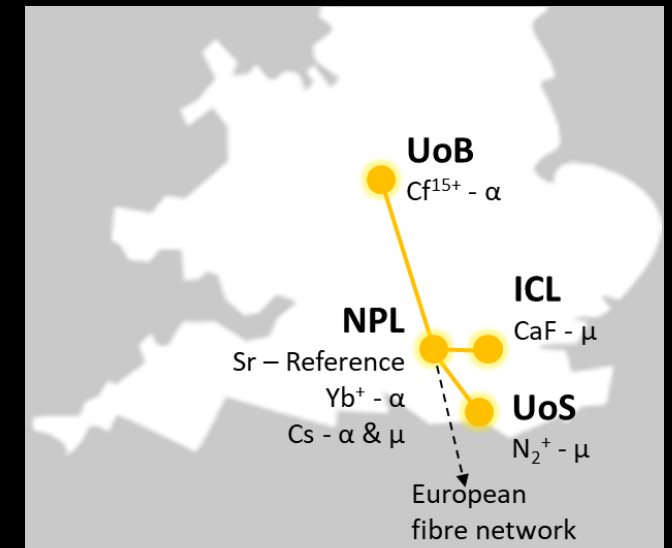 UoB
Cf¹⁵⁺ - α
ICL
CaF - μ
NPL
Sr – Reference
Yb⁺ - α
Cs - α & μ
UoS
N₂⁺ - μ
European
fibre network